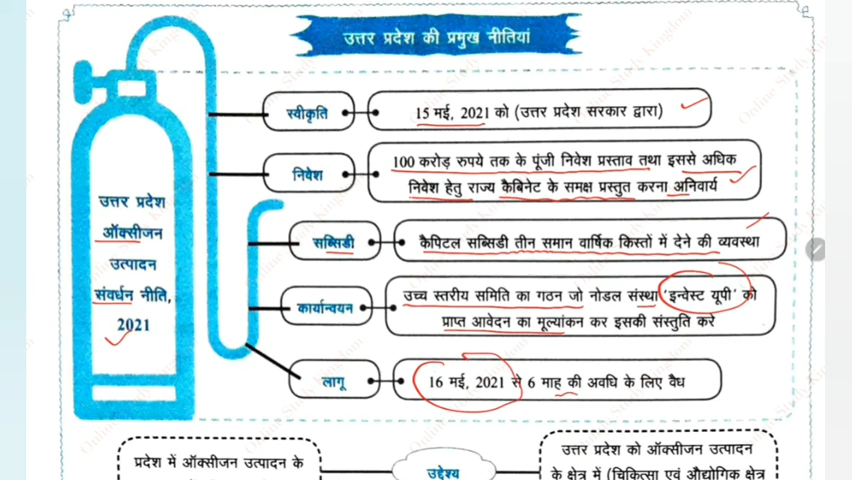 उत्तर प्रदेश की प्रमुख नीतियां
उत्तर प्रदेश
ऑक्सीजन
उत्पादन
संवर्धन नीति,
2021
स्वीकृति
15 मई, 2021 को (उत्तर प्रदेश सरकार द्वारा)
निवेश
100 करोड़ रुपये तक के पूंजी निवेश प्रस्ताव तथा इससे अधिक
निवेश हेतु राज्य कैबिनेट के समक्ष प्रस्तुत करना अनिवार्य
सब्सिडी
कैपिटल सब्सिडी तीन समान वार्षिक किस्तों में देने की व्यवस्था
कार्यान्वयन
उच्च स्तरीय समिति का गठन जो नोडल संस्था 'इन्वेस्ट यूपी' को
प्राप्त आवेदन का मूल्यांकन कर इसकी संस्तुति करे
लागू
16 मई, 2021 से 6 माह की अवधि के लिए वैध
प्रदेश में ऑक्सीजन उत्पादन के
उद्देश्य
उत्तर प्रदेश को ऑक्सीजन उत्पादन
के क्षेत्र में (चिकित्सा एवं औद्योगिक क्षेत्र